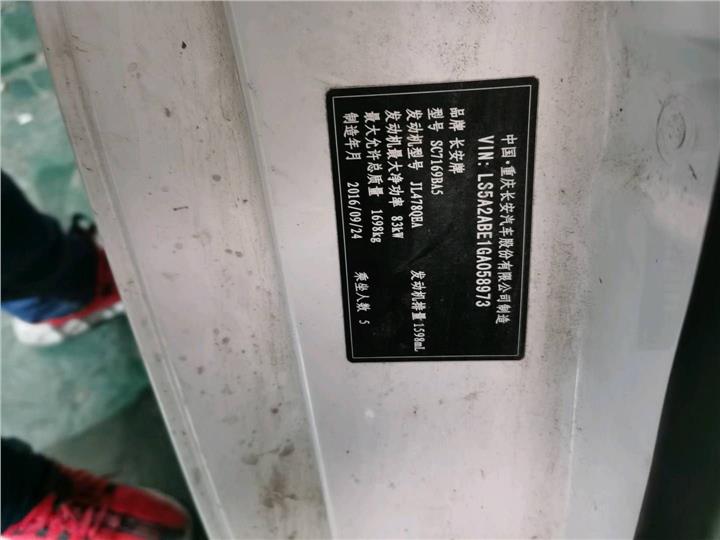 中国·重庆长安汽车股份有限公司制造
VIN: LS5A2ABE1GA058973
品牌 长安牌
型号 SC7169BA5
发动机型号 JL478QEA 发动机排量 1598mL
发动机最大净功率 83kW
最大允许总质量 1698kg
制造年月 2016/09/24 乘坐人数 5